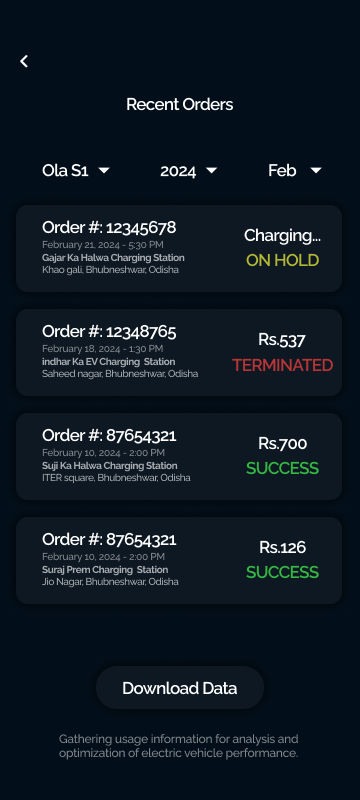 Recent Orders
Ola S1 2024 Feb
Order #: 12345678
February 21, 2024 - 5:30 PM
Gajar Ka Halwa Charging Station
Khao gali, Bhubneshwar, Odisha
Charging...
ON HOLD
Order #: 12348765
February 18, 2024 - 1:30 PM
indhar Ka EV Charging Station
Saheed nagar, Bhubneshwar, Odisha
Rs.537
TERMINATED
Order #: 87654321
February 10, 2024 - 2:00 PM
Suji Ka Halwa Charging Station
ITER square, Bhubneshwar, Odisha
Rs.700
SUCCESS
Order #: 87654321
February 10, 2024 - 2:00 PM
Suraj Prem Charging Station
Jio Nagar, Bhubneshwar, Odisha
Rs.126
SUCCESS
Download Data
Gathering usage information for analysis and
optimization of electric vehicle performance.